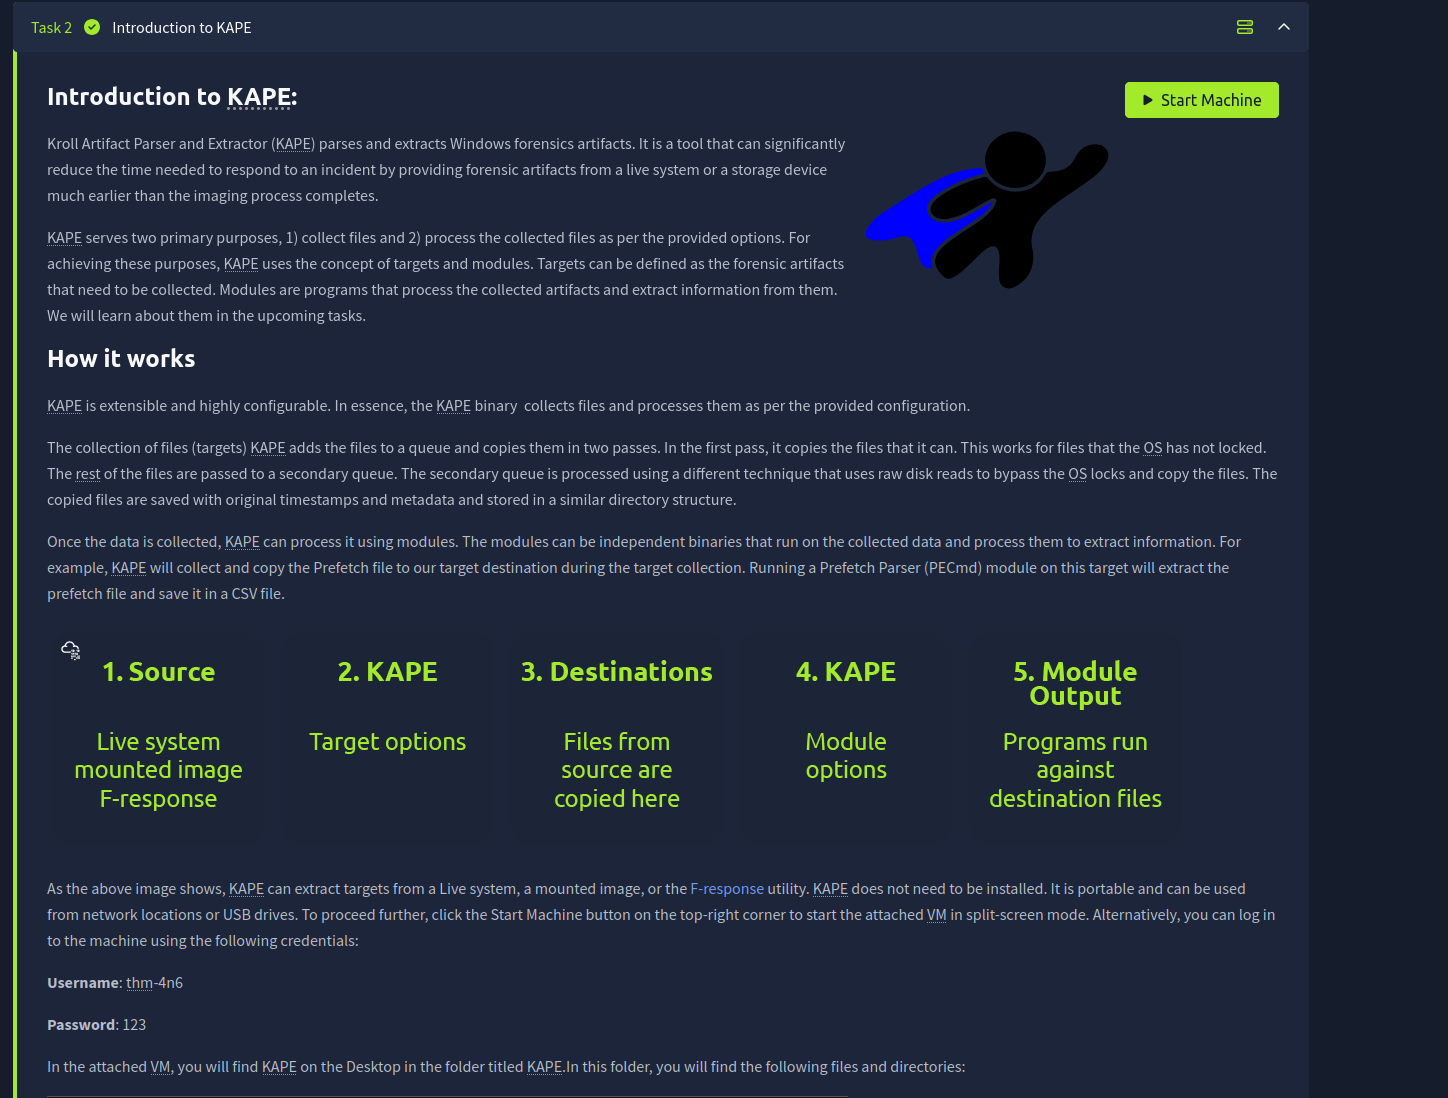 Task 2 Introduction to KAPE
Introduction to KAPE:
Start Machine
Kroll Artifact Parser and Extractor (KAPE) parses and extracts Windows forensics artifacts. It is a tool that can significantly
reduce the time needed to respond to an incident by providing forensic artifacts from a live system or a storage device
much earlier than the imaging process completes.
KAPE serves two primary purposes, 1) collect files and 2) process the collected files as per the provided options. For
achieving these purposes, KAPE uses the concept of targets and modules. Targets can be defined as the forensic artifacts
that need to be collected. Modules are programs that process the collected artifacts and extract information from them.
We will learn about them in the upcoming tasks.
How it works
KAPE is extensible and highly configurable. In essence, the KAPE binary  collects files and processes them as per the provided configuration.
The collection of files (targets) KAPE adds the files to a queue and copies them in two passes. In the first pass, it copies the files that it can. This works for files that the OS has not locked.
The rest of the files are passed to a secondary queue. The secondary queue is processed using a different technique that uses raw disk reads to bypass the OS locks and copy the files. The
copied files are saved with original timestamps and metadata and stored in a similar directory structure.
Once the data is collected, KAPE can process it using modules. The modules can be independent binaries that run on the collected data and process them to extract information. For
example, KAPE will collect and copy the Prefetch file to our target destination during the target collection. Running a Prefetch Parser (PECmd) module on this target will extract the
prefetch file and save it in a CSV file.
1. Source
Live system
mounted image
F-response
2. KAPE
Target options
3. Destinations
Files from
source are
copied here
4. KAPE
Module
options
5. Module
Output
Programs run
against
destination files
As the above image shows, KAPE can extract targets from a Live system, a mounted image, or the F-response utility. KAPE does not need to be installed. It is portable and can be used
from network locations or USB drives. To proceed further, click the Start Machine button on the top-right corner to start the attached VM in split-screen mode. Alternatively, you can log in
to the machine using the following credentials:
Username: thm-4n6
Password: 123
In the attached VM, you will find KAPE on the Desktop in the folder titled KAPE.In this folder, you will find the following files and directories: